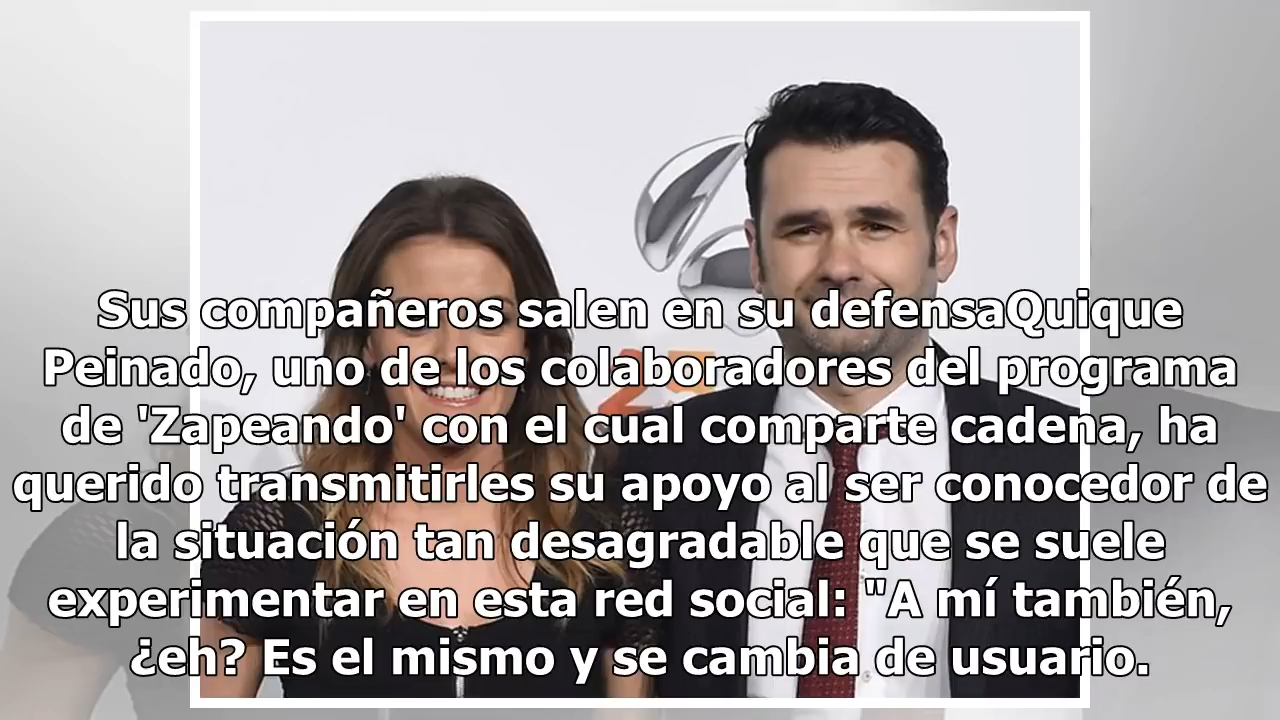 Sus compañeros salen en su defensaQuique
Peinado, uno de los colaboradores del programa
de 'Zapeando' con el cual comparte cadena, ha
querido transmitirles su apoyo al ser conocedor de
la situación tan desagradable que se suele
experimentar en esta red social: "A mí también,
¿eh? Es el mismo y se cambia de usuario.